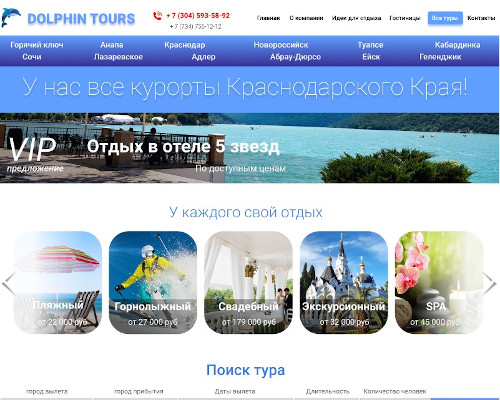 DOLPHIN TOURS
+ 7 (304) 593-58-92
+ 7 (734) 756-12-12
Главная О компании Идеи для отдыха Гостиницы Все туры Контакты
Горячий ключ Анапа Краснодар Новороссийск Туапсе Кабардинка
Сочи Лазаревское Адлер Абрау-Дюрсо Ейск Геленджик
У нас все курорты Краснодарского Края!
VIP
предложение
Отдых в отеле 5 звезд
По доступным ценам
У каждого свой отдых
Пляжный Горнолыжный Свадебный Экскурсионный SPA
от 22 000 руб от 27 000 руб от 179 000 руб от 32 000 руб от 45 000 руб
Поиск тура
город вылета город прибытия Даты вылета Длительность Количество человек